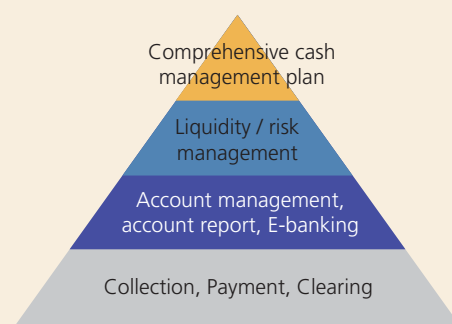 Comprehensive cash
management plan
Liquidity / risk
management
Account management,
account report, E-banking
Collection, Payment, Clearing